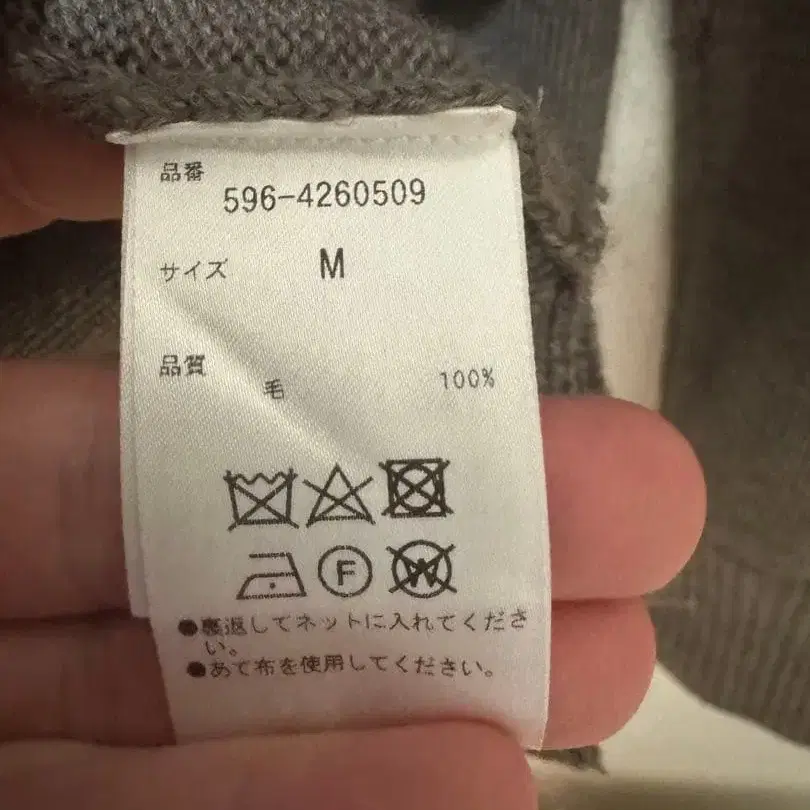 品番
596-4260509
サイズ M
品質
毛 100%
F W
●裏返してネットに入れてくださ
い。
●あて布を使用してください。